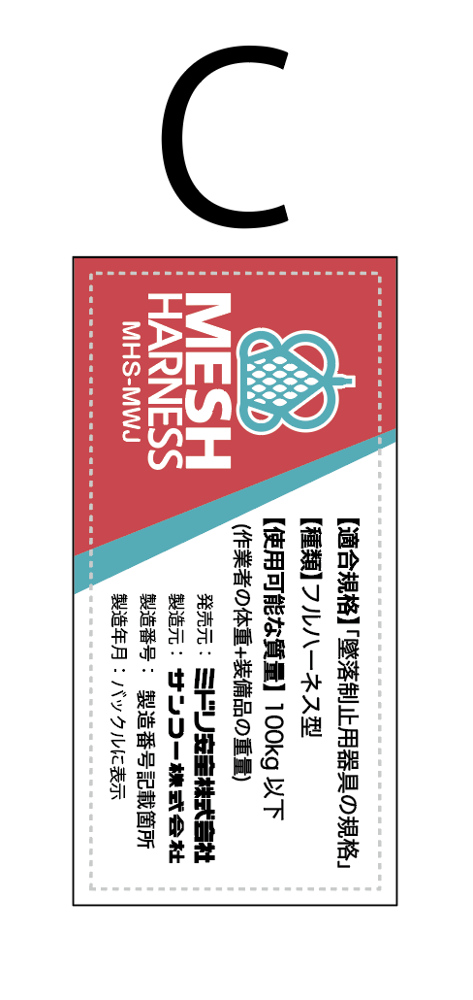 C
MESH
HARNESS
MHS-MWJ
【適合規格】「墜落制止用器具の規格」
【種類】フルハーネス型
【使用可能な質量】100kg 以下
(作業者の体重+装備品の重量)
発売元：ミドリ安全株式会社
製造元：サンコー株式会社
製造番号：製造番号記載箇所
製造年月：バックルに表示